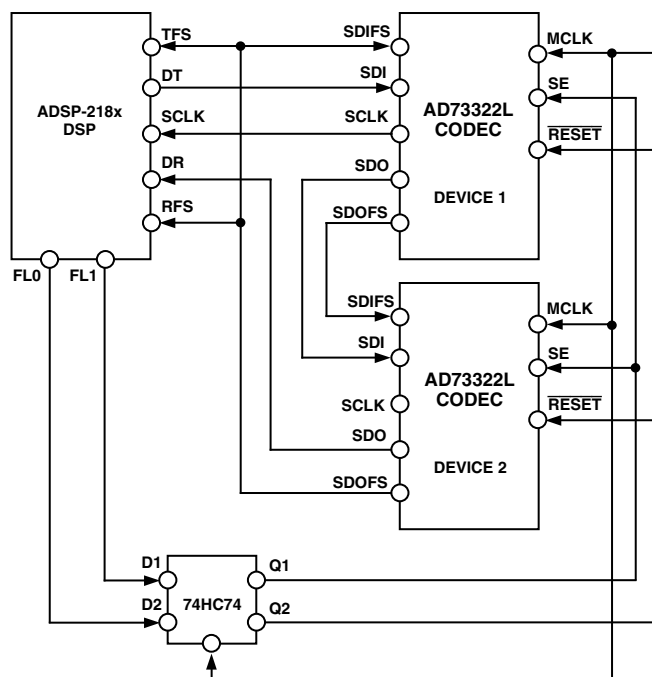 TFS
DT
SCLK
DR
RFS
ADSP-218x
DSP
FL0
FL1
SDIFS
SDI
SCLK
SDO
SDOFS
AD73322L
CODEC
DEVICE 1
MCLK
SE
RESET
SDIFS
SDI
SCLK
SDO
SDOFS
AD73322L
CODEC
DEVICE 2
MCLK
SE
RESET
D1
D2
74HC74
Q1
Q2